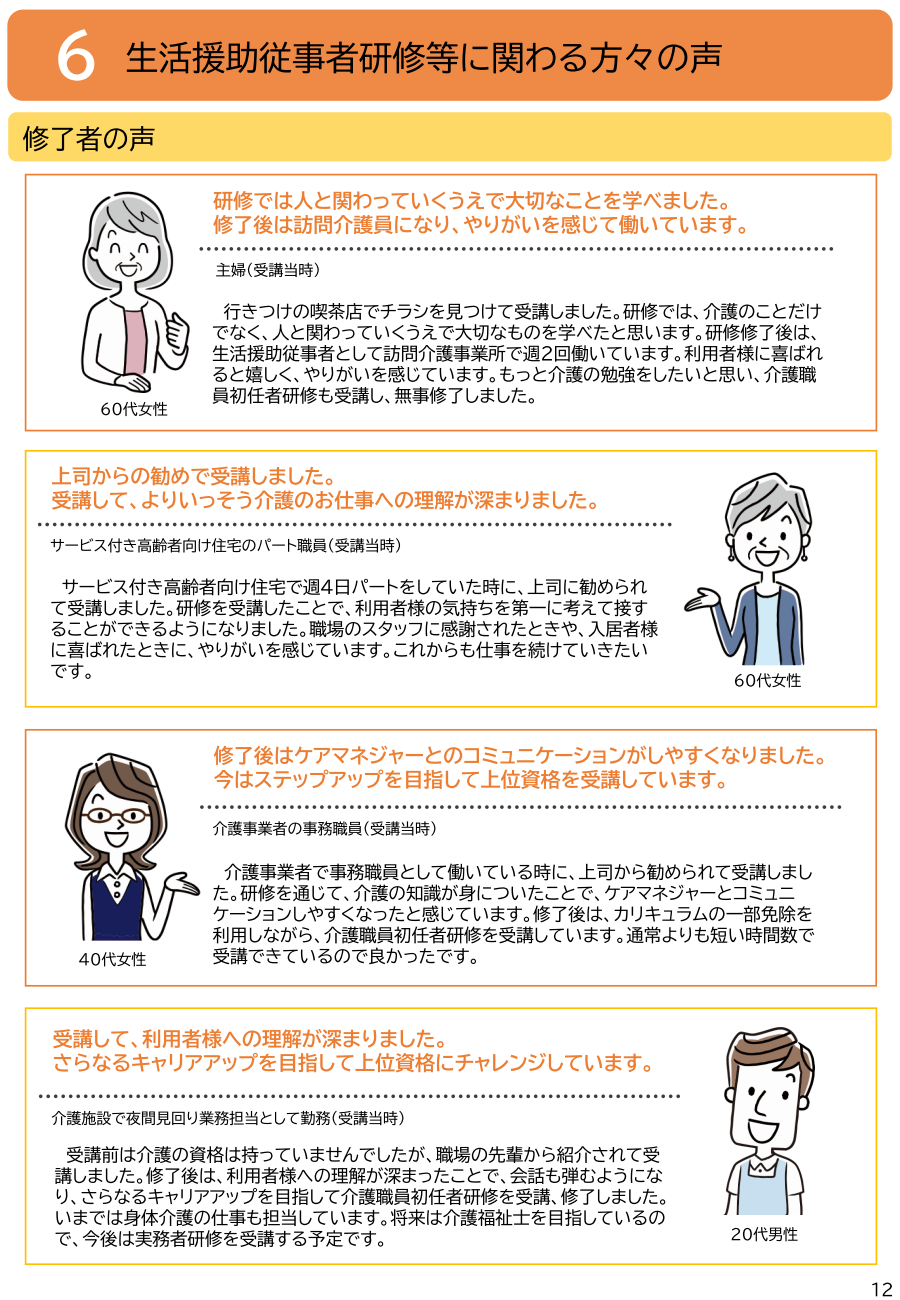 6 生活援助従事者研修等に関わる方々の声
修了者の声
研修では人と関わっていくうえで大切なことを学べました。
修了後は訪問介護員になり、やりがいを感じて働いています。
主婦（受講当時）
行きつけの喫茶店でチラシを見つけて受講しました。研修では、介護のことだけ
でなく、人と関わっていくうえで大切なものを学べたと思います。研修修了後は、
生活援助従事者として訪問介護事業所で週2回働いています。利用者様に喜ばれ
ると嬉しく、やりがいを感じています。もっと介護の勉強をしたいと思い、介護職
員初任者研修も受講し、無事修了しました。
60代女性
上司からの勧めで受講しました。
受講して、よりいっそう介護のお仕事への理解が深まりました。
サービス付き高齢者向け住宅のパート職員（受講当時）
サービス付き高齢者向け住宅で週4日パートをしていた時に、上司に勧められ
て受講しました。研修を受講したことで、利用者様の気持ちを第一に考えて接す
ることができるようになりました。職場のスタッフに感謝されたときや、入居者様
に喜ばれたときに、やりがいを感じています。これからも仕事を続けていきたい
です。
60代女性
修了後はケアマネジャーとのコミュニケーションがしやすくなりました。
今はステップアップを目指して上位資格を受講しています。
介護事業者の事務職員（受講当時）
介護事業者で事務職員として働いている時に、上司から勧められて受講しまし
た。研修を通じて、介護の知識が身についたことで、ケアマネジャーとコミュニ
ケーションしやすくなったと感じています。修了後は、カリキュラムの一部免除を
利用しながら、介護職員初任者研修を受講しています。通常よりも短い時間数で
受講できているので良かったです。
40代女性
受講して、利用者様への理解が深まりました。
さらなるキャリアアップを目指して上位資格にチャレンジしています。
介護施設で夜間見回り業務担当として勤務（受講当時）
受講前は介護の資格は持っていませんでしたが、職場の先輩から紹介されて受
講しました。修了後は、利用者様への理解が深まったことで、会話も弾むようにな
り、さらなるキャリアアップを目指して介護職員初任者研修を受講、修了しました。
いまでは身体介護の仕事も担当しています。将来は介護福祉士を目指しているの
で、今後は実務者研修を受講する予定です。
20代男性
12